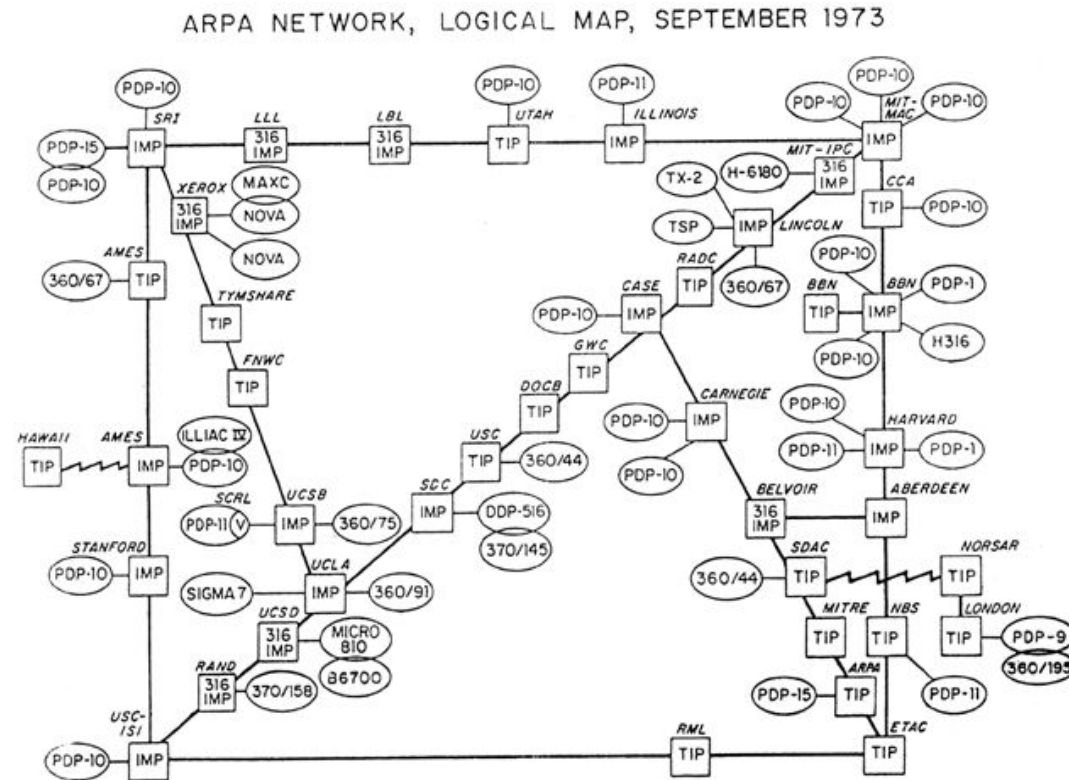 ARPA NETWORK, LOGICAL MAP, SEPTEMBER 1973
PDP-10
PDP-11
PDP-10
PDP-10
PDP-10
PDP-10
PDP-10
SRI
LLL
LBL
UTAH
ILLINOIS
MIT-
MAC
PDP-15
IMP
316
IMP
316
IMP
TIP
IMP
IMP
PDP-10
XEROX
MAXC
316
IMP
NOVA
NOVA
MIT-IPC
H-6180
316
IMP
TX-2
TSP
IMP
LINCOLN
360/67
CCA
TIP
PDP-10
AMES
360/67
TIP
RADC
TIP
PDP-10
BBN
TIP
BBN
IMP
PDP-1
H316
PDP-10
TYMSHARE
TIP
CASE
PDP-10
IMP
FNWC
TIP
GWC
TIP
DOCB
TIP
CARNEGIE
PDP-10
IMP
PDP-10
PDP-10
HARVARD
PDP-11
IMP
PDP-1
HAWAII
TIP
AMES
IMP
ILLIAC IV
PDP-10
USC
TIP
360/44
SCRL
PDP-11
V
UCSB
IMP
360/75
SDC
IMP
DDP-516
370/145
BELVOIR
316
IMP
ABERDEEN
IMP
STANFORD
PDP-10
IMP
UCLA
SIGMA 7
IMP
360/91
SDAC
360/44
TIP
NORSAR
TIP
UCSD
316
IMP
MICRO
810
B6700
MITRE
TIP
NBS
TIP
LONDON
TIP
PDP-9
360/195
RAND
316
IMP
370/158
ARPA
PDP-15
TIP
PDP-11
USC-
ISI
PDP-10
IMP
RML
TIP
ETAC
TIP